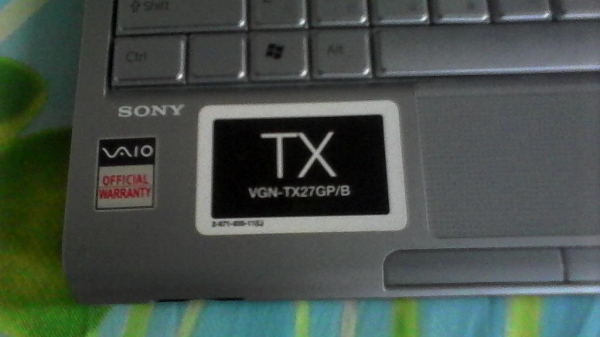 Shift
Ctrl
Alt
SONY
VAIO
OFFICIAL
WARRANTY
TX
VGN-TX27GP/B